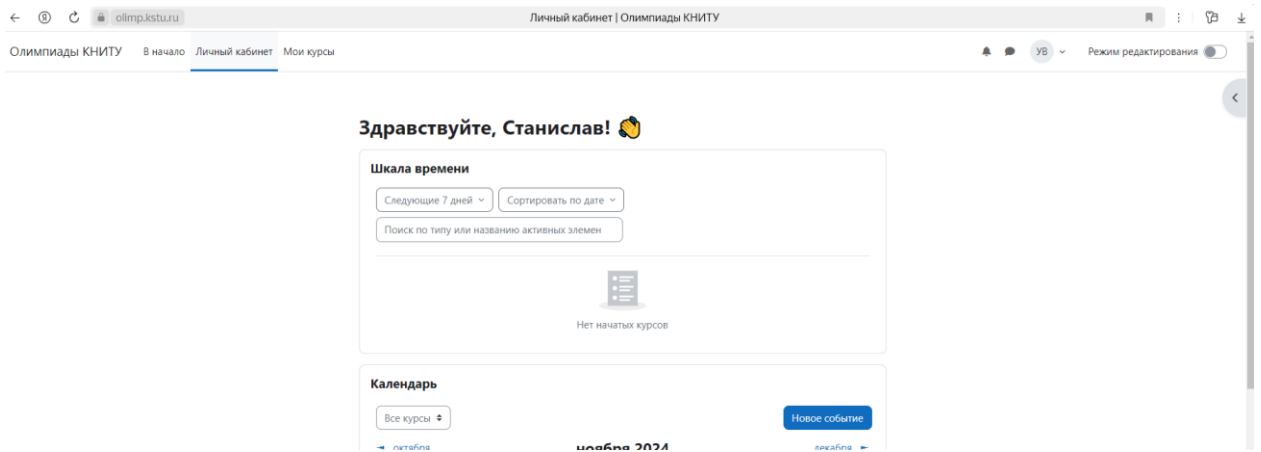 olimp.kstu.ru Личный кабинет | Олимпиады КНИТУ
Олимпиады КНИТУ В начало Личный кабинет Мои курсы УВ Режим редактирования
Здравствуйте, Станислав!
Шкала времени
Следующие 7 дней Сортировать по дате
Поиск по типу или названию активных элемен
Нет начатых курсов
Календарь
Все курсы Новое событие
октября ноября 2024 декабря